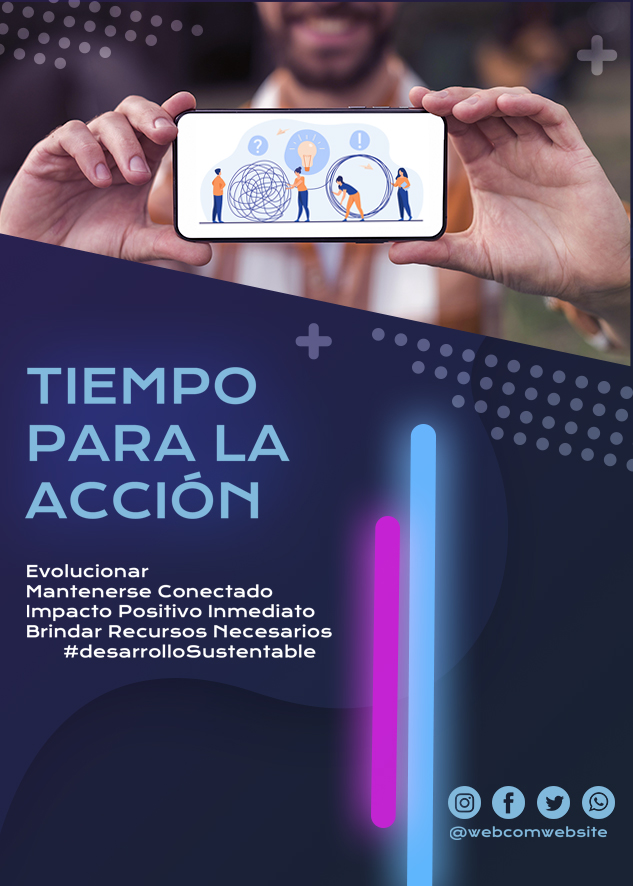 ?
!
TIEMPO
PARA LA
ACCIÓN
Evolucionar
Mantenerse Conectado
Impacto Positivo Inmediato
Brindar Recursos Necesarios
#desarrolloSustentable
@webcomwebsite